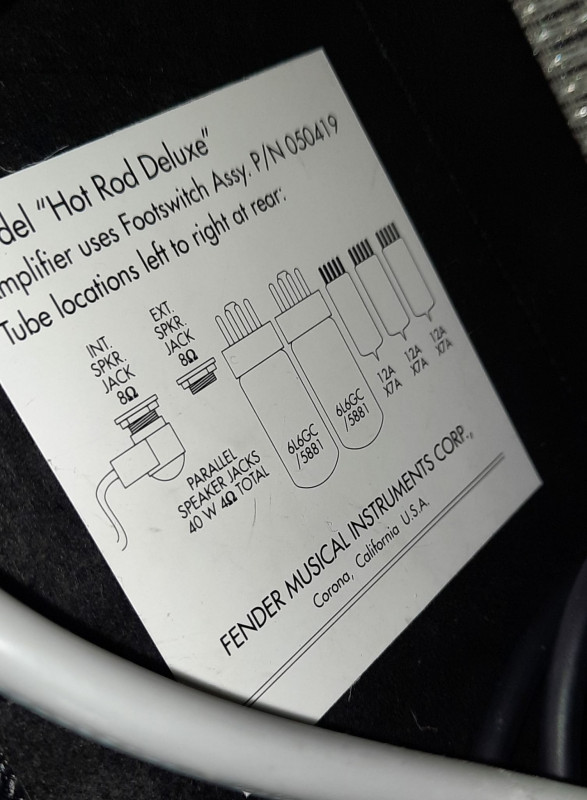 "Hot Rod Deluxe"
uses Footswitch Assy. P/N 050419
Tube locations left to right at rear:
INT.
SPKR.
JACK
8Ω
EXT.
SPKR.
JACK
8Ω
6L6GC
/5881
6L6GC
/5881
12A
X7A
12A
X7A
12A
X7A
PARALLEL
SPEAKER JACKS
40 W 4Ω TOTAL
FENDER MUSICAL INSTRUMENTS CORP.,
Corona, California U.S.A.